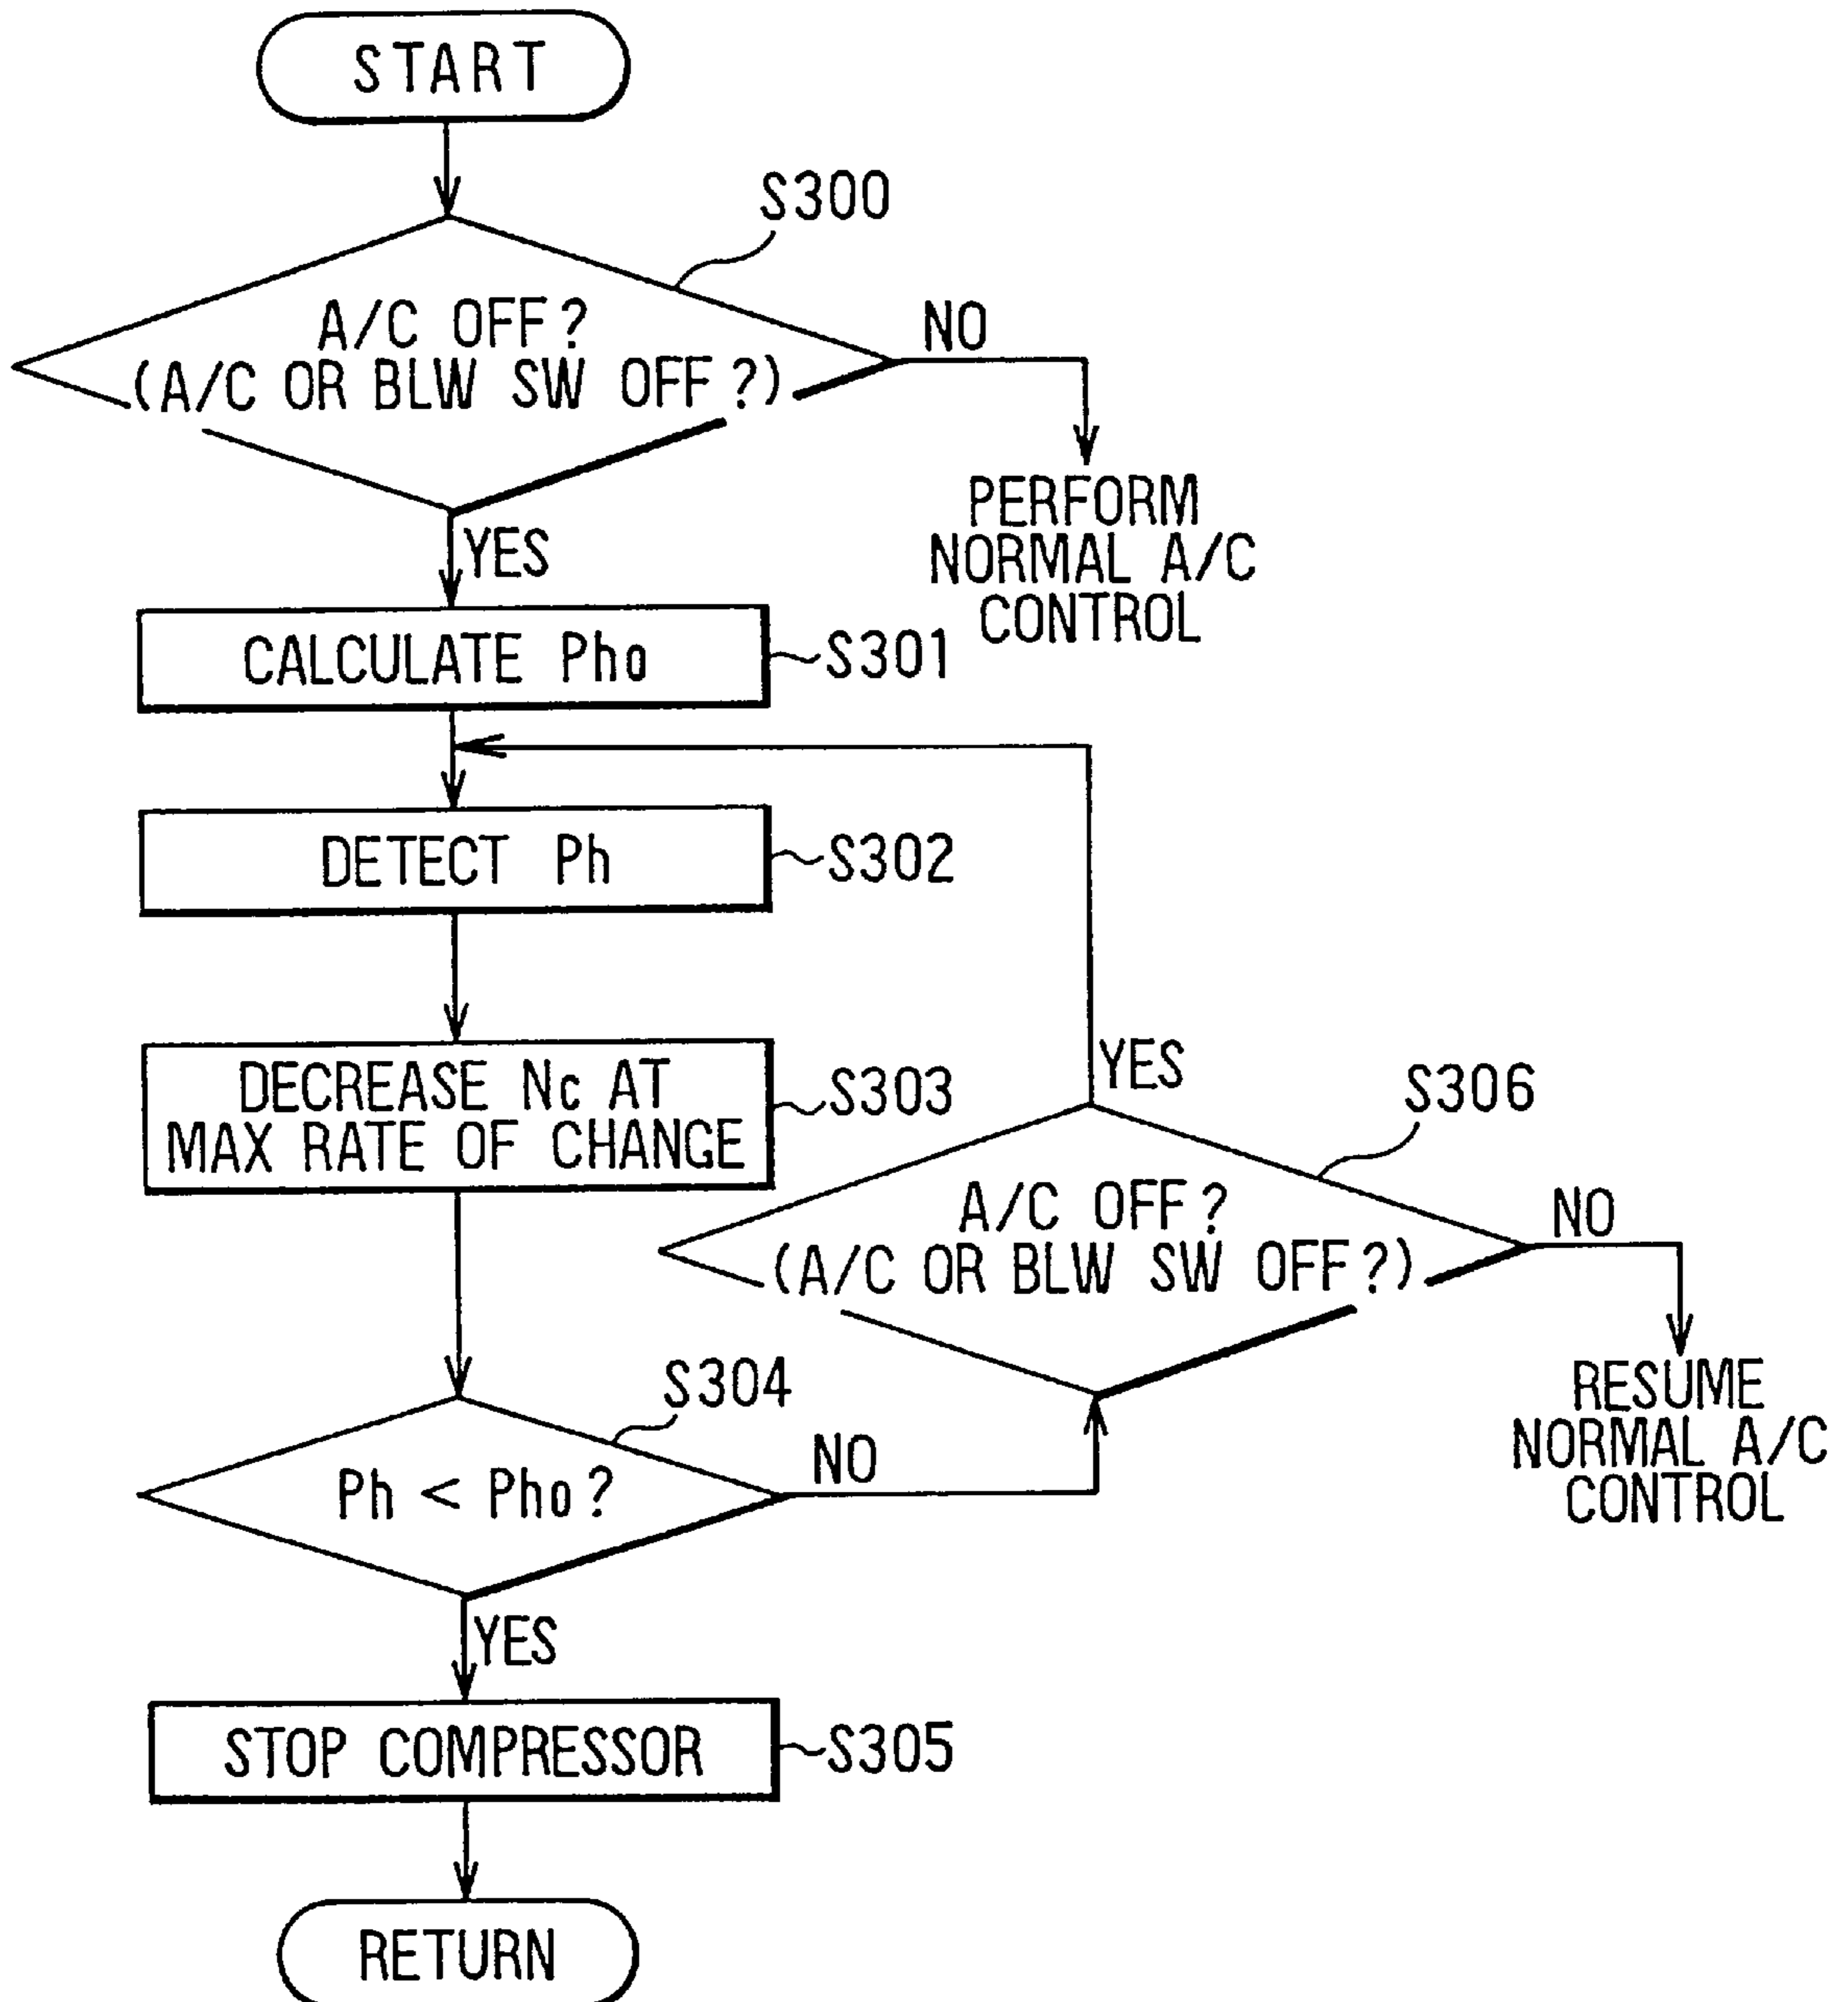 START
S300
A/C OFF?
(A/C OR BLW SW OFF?)
NO
PERFORM
NORMAL A/C
CONTROL
YES
CALCULATE Pho
S301
DETECT Ph
S302
DECREASE Nc AT
MAX RATE OF CHANGE
S303
YES
S306
A/C OFF?
(A/C OR BLW SW OFF?)
NO
RESUME
NORMAL A/C
CONTROL
S304
Ph < Pho?
NO
YES
STOP COMPRESSOR
S305
RETURN